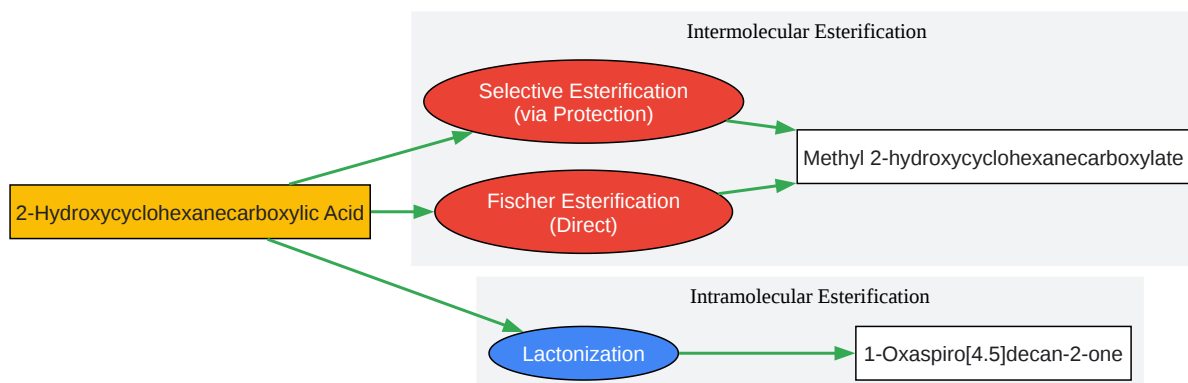 Intermolecular Esterification
Selective Esterification
(via Protection)
Methyl 2-hydroxycyclohexanecarboxylate
2-Hydroxycyclohexanecarboxylic Acid
Fischer Esterification
(Direct)
Intramolecular Esterification
Lactonization
1-Oxaspiro[4.5]decan-2-one